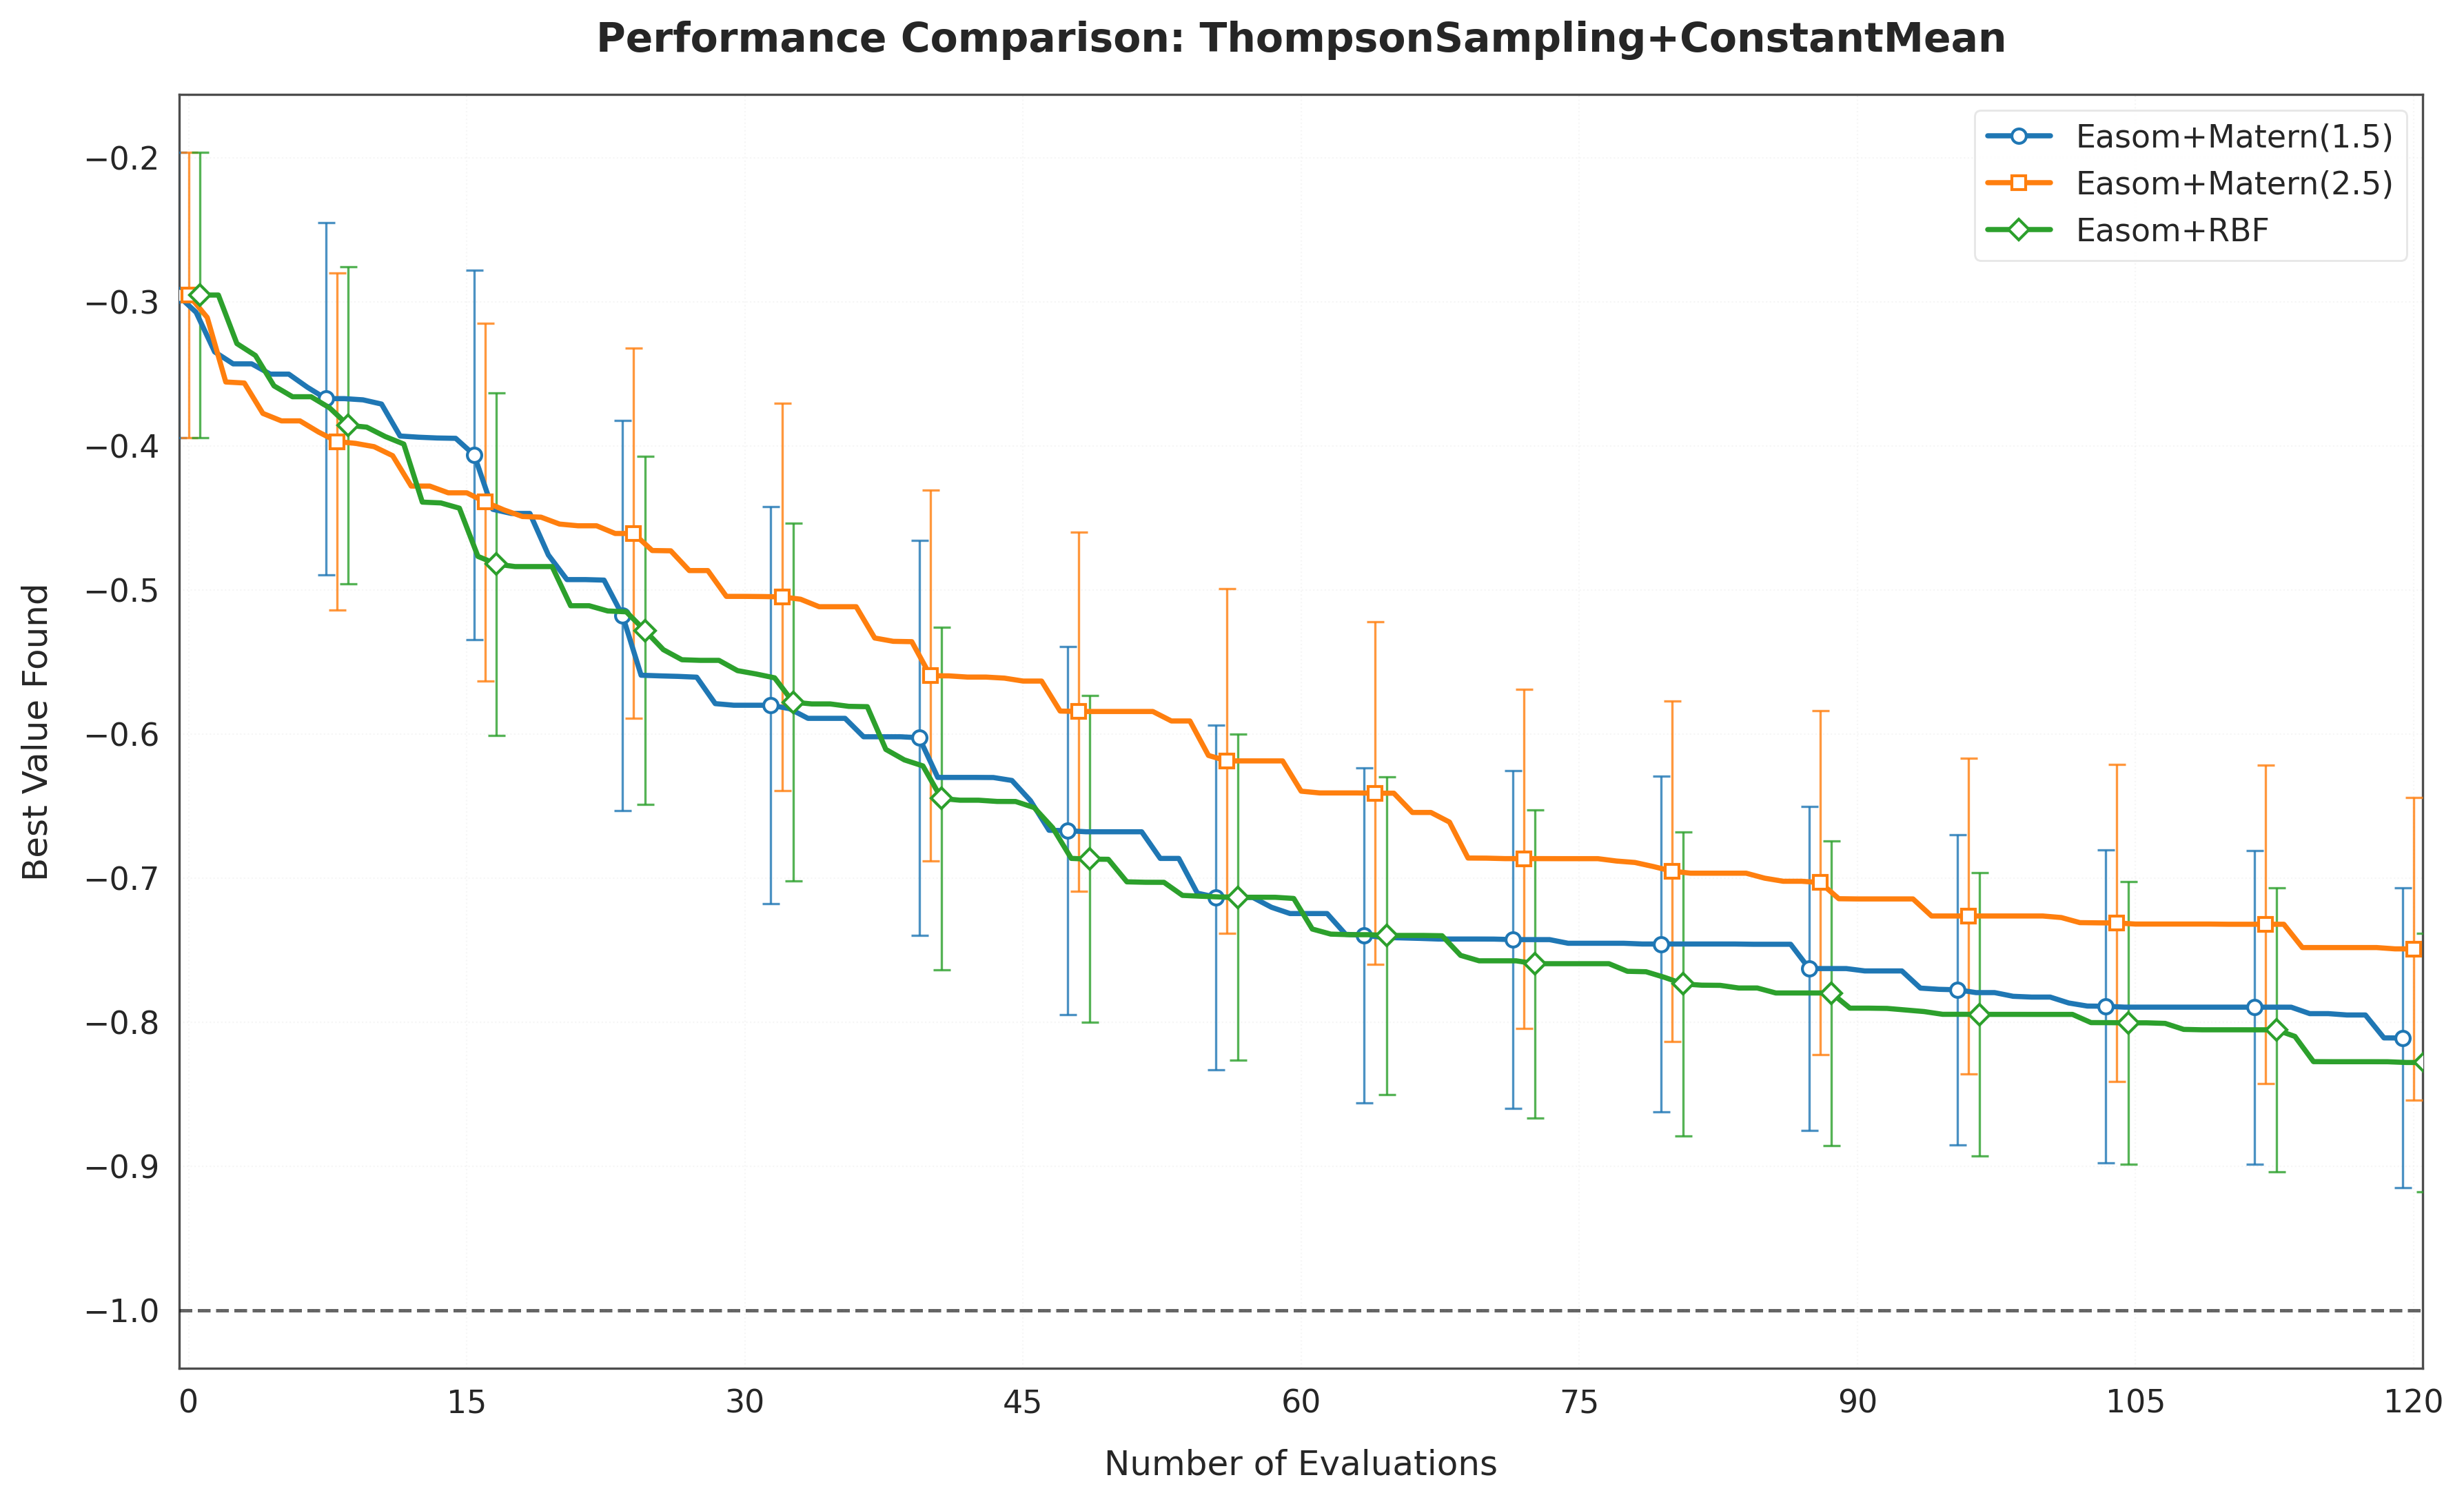 Performance Comparison: ThompsonSampling+ConstantMean
Easom+Matern(1.5)
Easom+Matern(2.5)
Easom+RBF
Best Value Found
−0.2
−0.3
−0.4
−0.5
−0.6
−0.7
−0.8
−0.9
−1.0
0 15 30 45 60 75 90 105 120
Number of Evaluations